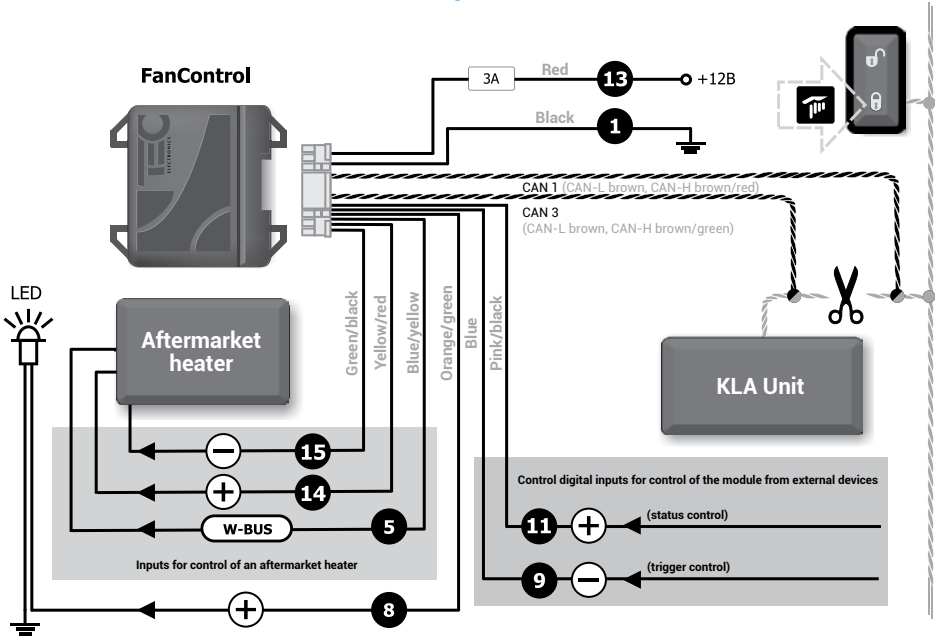 FanControl
TEC
ELECTRONICS
3A
Red
13
+12B
Black
1
CAN 1 (CAN-L brown, CAN-H brown/red)
CAN 3
(CAN-L brown, CAN-H brown/green)
LED
Aftermarket
heater
Green/black
Yellow/red
Blue/yellow
Orange/green
Blue
Pink/black
KLA Unit
15
14
W-BUS
5
Inputs for control of an aftermarket heater
8
Control digital inputs for control of the module from external devices
11
(status control)
9
(trigger control)